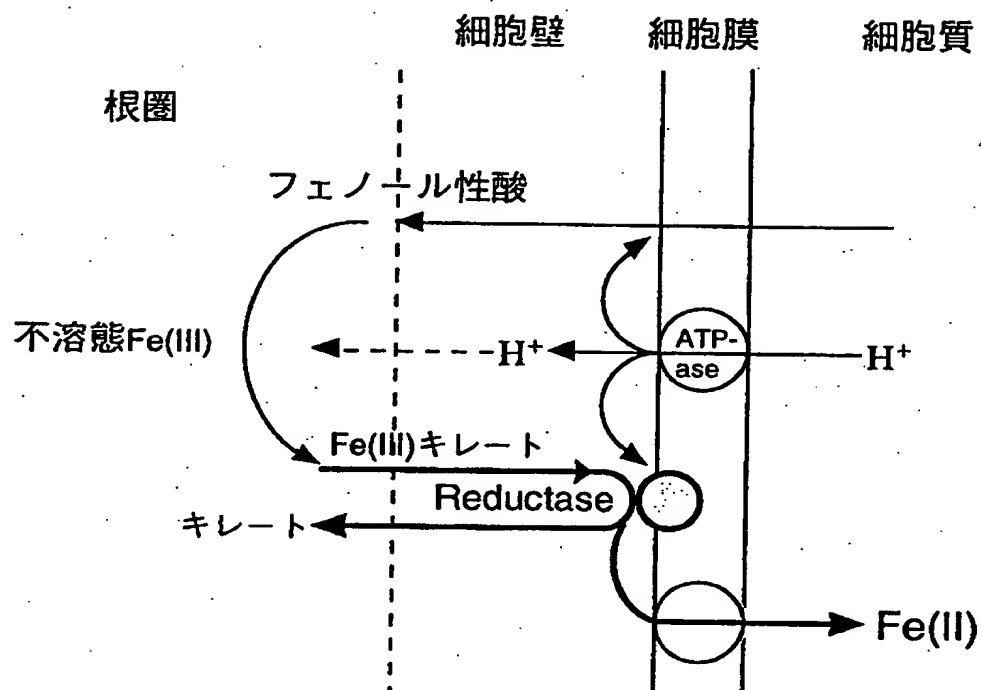 細胞壁
細胞膜
細胞質
根圏
フェノール性酸
不溶態Fe(III)
H⁺
ATP-
ase
H⁺
Fe(III)キレート
Reductase
キレート
Fe(II)